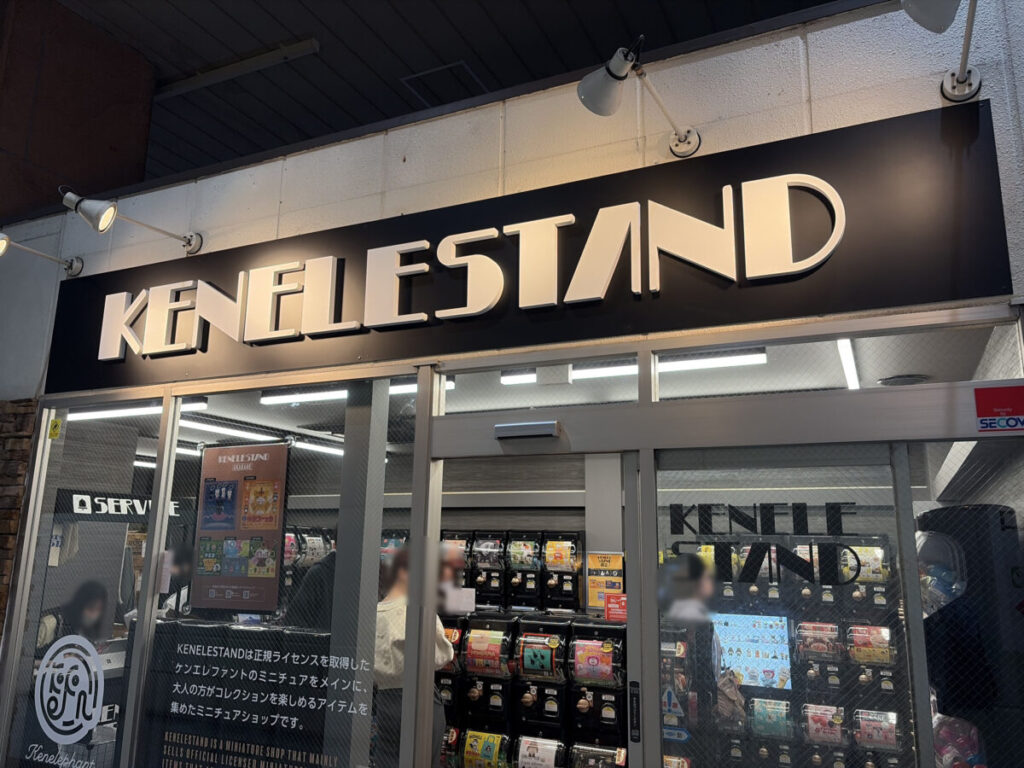 KENELESTAND
SECOM
KENELESTAND
SERVICE
KENELE
STAND
KENELESTANDは正規ライセンスを取得した
ケンエレファントのミニチュアをメインに、
大人の方がコレクションを楽しめるアイテムを
集めたミニチュアショップです。
KENELESTAND IS A MINIATURE SHOP THAT MAINLY
SELLS OFFICIAL LICENSED
Kenelephant